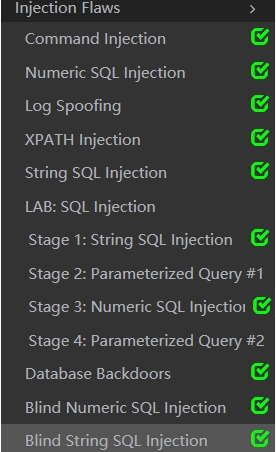 Injection Flaws
Command Injection
Numeric SQL Injection
Log Spoofing
XPATH Injection
String SQL Injection
LAB: SQL Injection
Stage 1: String SQL Injection
Stage 2: Parameterized Query #1
Stage 3: Numeric SQL Injection
Stage 4: Parameterized Query #2
Database Backdoors
Blind Numeric SQL Injection
Blind String SQL Injection